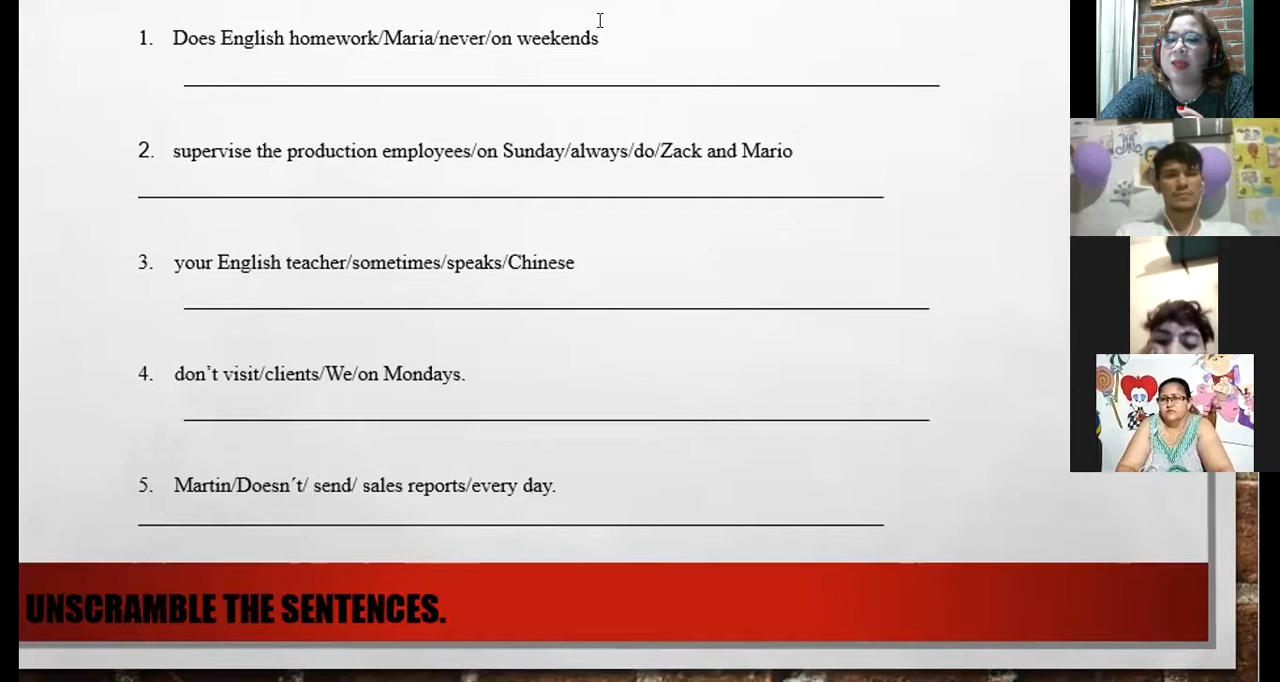 1. Does English homework/Maria/never/on weekends
2. supervise the production employees/on Sunday/always/do/Zack and Mario
3. your English teacher/sometimes/speaks/Chinese
4. don’t visit/clients/We/on Mondays.
5. Martin/Doesn´t/ send/ sales reports/every day.
UNSCRAMBLE THE SENTENCES.